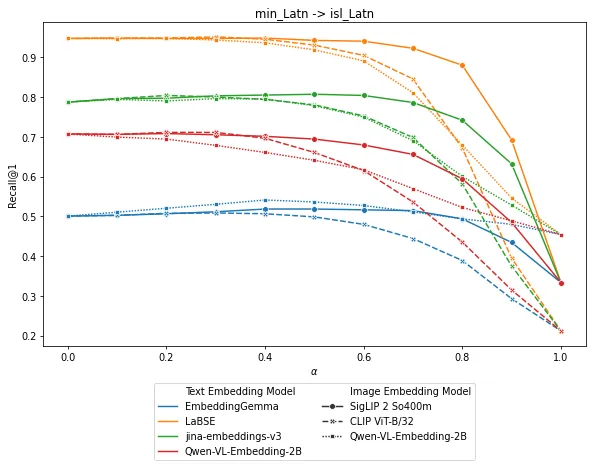 min_Latn -> isl_Latn
Recall@1
0.9
0.8
0.7
0.6
0.5
0.4
0.3
0.2
0.0 0.2 0.4 0.6 0.8 1.0
α
Text Embedding Model Image Embedding Model
EmbeddingGemma SigLIP 2 So400m
LaBSE CLIP ViT-B/32
jina-embeddings-v3 Qwen-VL-Embedding-2B
Qwen-VL-Embedding-2B